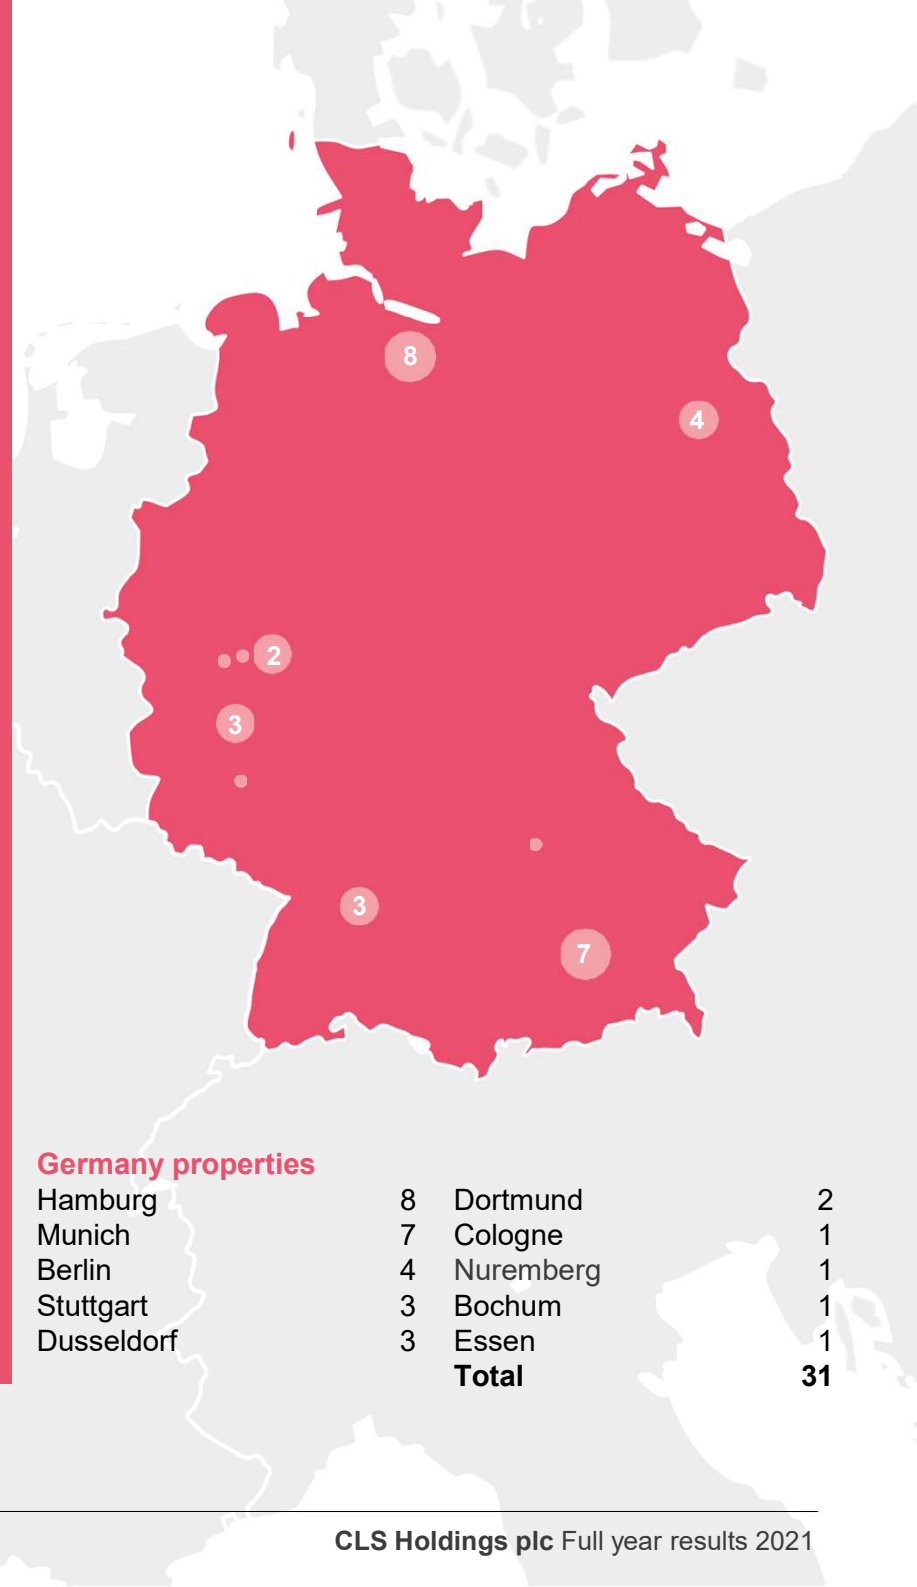 8
4
2
3
3
7
Germany properties
Hamburg 8 Dortmund 2
Munich 7 Cologne 1
Berlin 4 Nuremberg 1
Stuttgart 3 Bochum 1
Dusseldorf 3 Essen 1
Total 31
CLS Holdings plc Full year results 2021